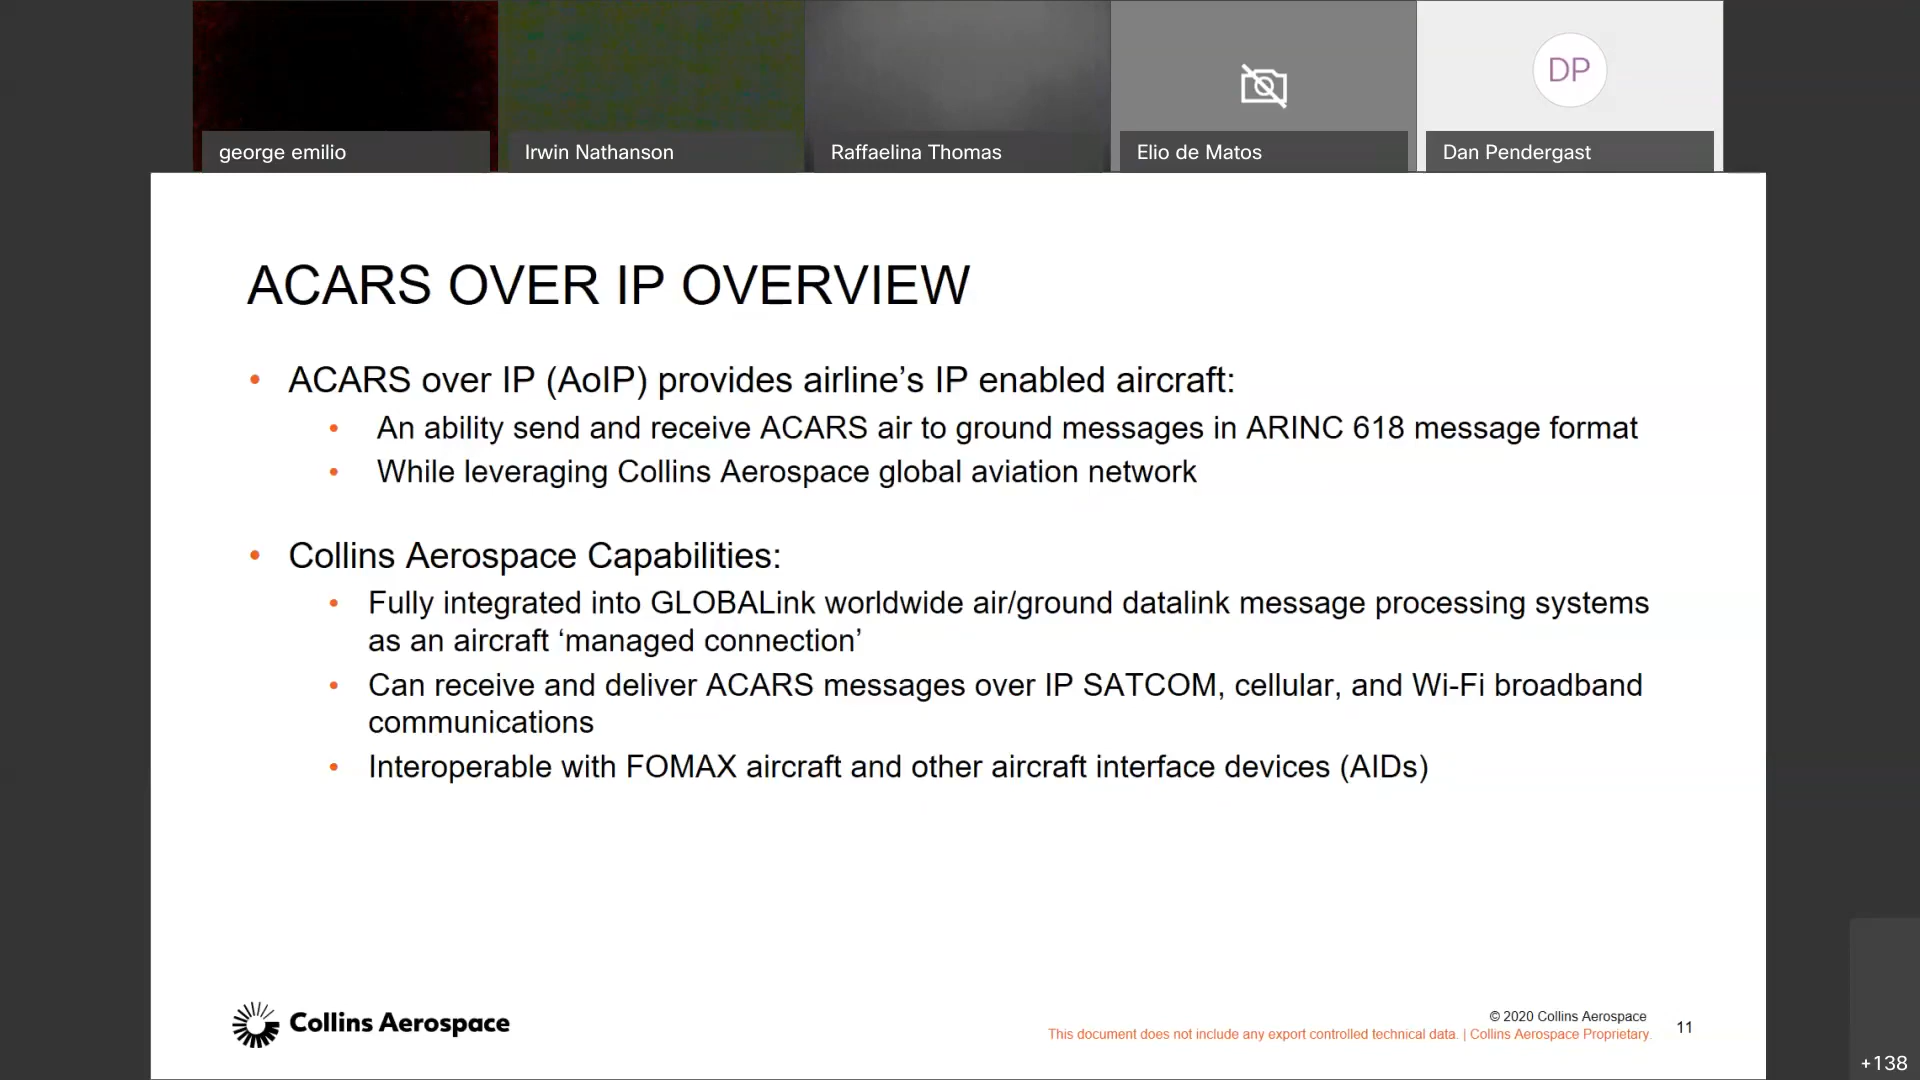 george emilio
Irwin Nathanson
Raffaelina Thomas
Elio de Matos
DP
Dan Pendergast
ACARS OVER IP OVERVIEW
• ACARS over IP (AoIP) provides airline’s IP enabled aircraft:
• An ability send and receive ACARS air to ground messages in ARINC 618 message format
• While leveraging Collins Aerospace global aviation network
• Collins Aerospace Capabilities:
• Fully integrated into GLOBALink worldwide air/ground datalink message processing systems
as an aircraft ‘managed connection’
• Can receive and deliver ACARS messages over IP SATCOM, cellular, and Wi-Fi broadband
communications
• Interoperable with FOMAX aircraft and other aircraft interface devices (AIDs)
Collins Aerospace
© 2020 Collins Aerospace
This document does not include any export controlled technical data. | Collins Aerospace Proprietary.
11
+138